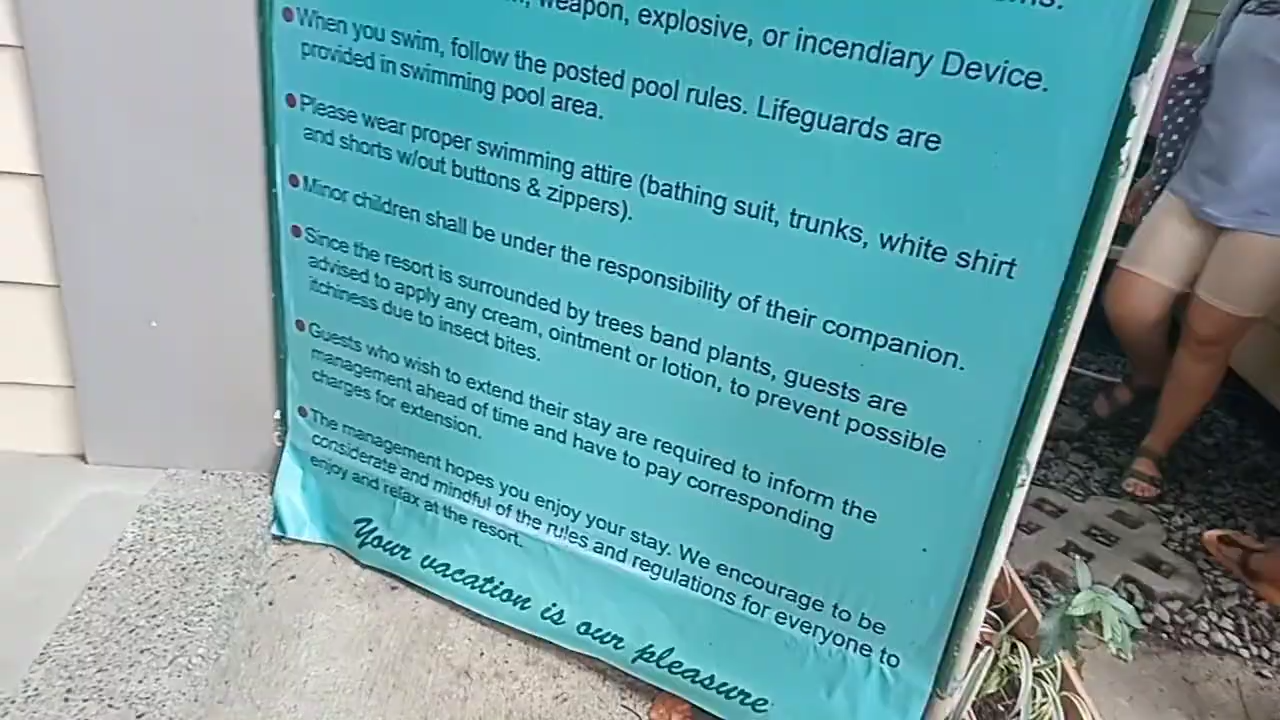 weapon, explosive, or incendiary Device.
When you swim, follow the posted pool rules. Lifeguards are
provided in swimming pool area.
Please wear proper swimming attire (bathing suit, trunks, white shirt
and shorts w/out buttons & zippers).
Minor children shall be under the responsibility of their companion.
Since the resort is surrounded by trees band plants, guests are
advised to apply any cream, ointment or lotion, to prevent possible
itchiness due to insect bites.
Guests who wish to extend their stay are required to inform the
management ahead of time and have to pay corresponding
charges for extension.
The management hopes you enjoy your stay. We encourage to be
considerate and mindful of the rules and regulations for everyone to
enjoy and relax at the resort.
Your vacation is our pleasure